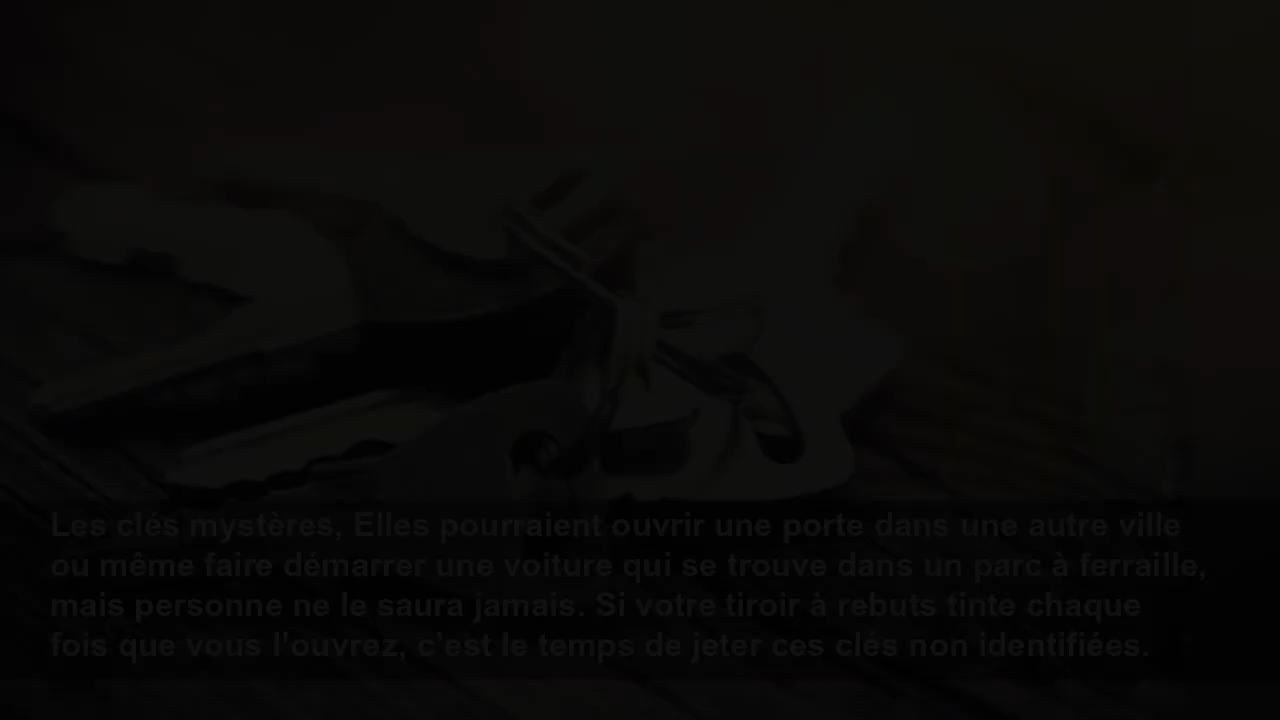 Les clés mystères, Elles pourraient ouvrir une porte dans une autre ville
ou même faire démarrer une voiture qui se trouve dans un parc à ferraille,
mais personne ne le saura jamais. Si votre tiroir à rebuts tinte chaque
fois que vous l'ouvrez, c'est le temps de jeter ces clés non identifiées.